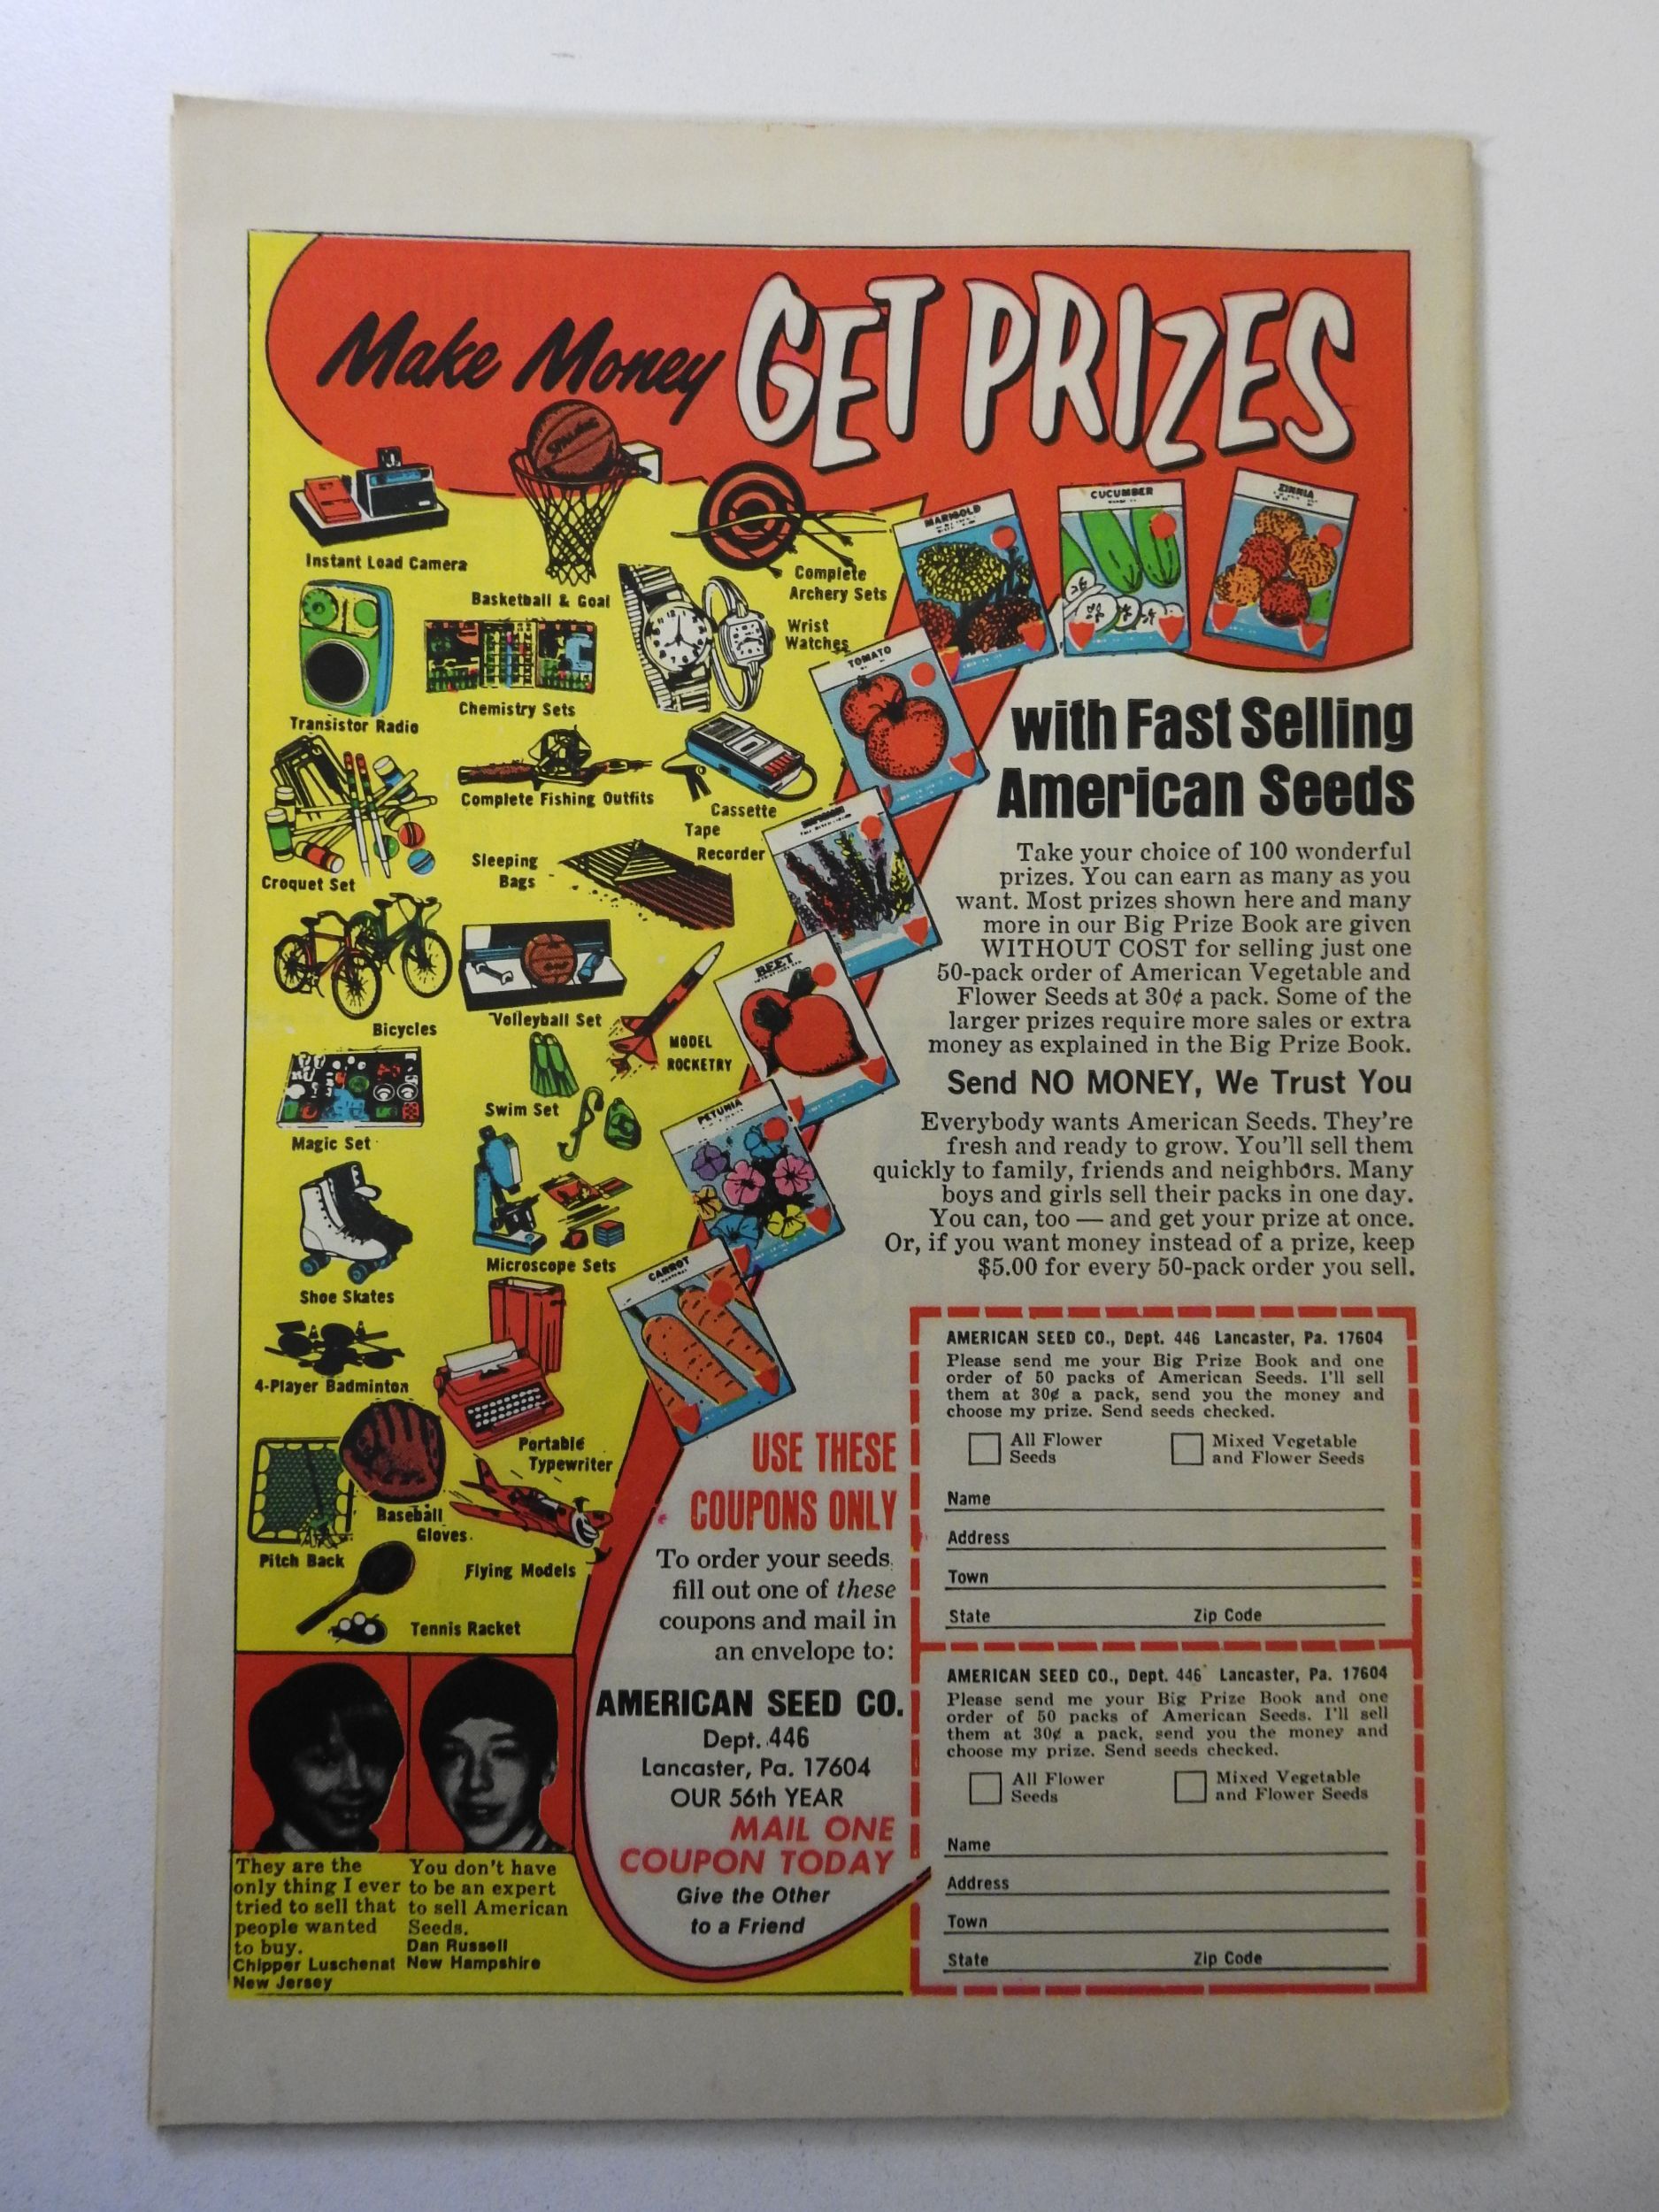 Make Money GET PRIZES
SPALDING
Instant Load Camera
Basketball & Goal
Complete
Archery Sets
Wrist
Watches
Transistor Radio
Chemistry Sets
Complete Fishing Outfits
Cassette
Tape
Recorder
Croquet Set
Sleeping
Bags
Bicycles
Volleyball Set
MODEL
ROCKETRY
Magic Set
Swim Set
Shoe Skates
Microscope Sets
4-Player Badminton
Portable
Typewriter
Pitch Back
Baseball
Gloves
Flying Models
Tennis Racket
MARIGOLD
CUCUMBER
ZINNIA
TOMATO
BEET
PETUNIA
CARROT
with Fast Selling
American Seeds
Take your choice of 100 wonderful
prizes. You can earn as many as you
want. Most prizes shown here and many
more in our Big Prize Book are given
WITHOUT COST for selling just one
50-pack order of American Vegetable and
Flower Seeds at 30¢ a pack. Some of the
larger prizes require more sales or extra
money as explained in the Big Prize Book.
Send NO MONEY, We Trust You
Everybody wants American Seeds. They're
fresh and ready to grow. You'll sell them
quickly to family, friends and neighbors. Many
boys and girls sell their packs in one day.
You can, too — and get your prize at once.
Or, if you want money instead of a prize, keep
$5.00 for every 50-pack order you sell.
USE THESE
COUPONS ONLY
To order your seeds
fill out one of these
coupons and mail in
an envelope to:
AMERICAN SEED CO.
Dept. 446
Lancaster, Pa. 17604
OUR 56th YEAR
MAIL ONE
COUPON TODAY
Give the Other
to a Friend
They are the
only thing I ever
tried to sell that
people wanted
to buy.
Chipper Luschenat
New Jersey
You don't have
to be an expert
to sell American
Seeds.
Dan Russell
New Hampshire
AMERICAN SEED CO., Dept. 446 Lancaster, Pa. 17604
Please send me your Big Prize Book and one
order of 50 packs of American Seeds. I'll sell
them at 30¢ a pack, send you the money and
choose my prize. Send seeds checked.
All Flower
Seeds
Mixed Vegetable
and Flower Seeds
Name
Address
Town
State Zip Code
AMERICAN SEED CO., Dept. 446 Lancaster, Pa. 17604
Please send me your Big Prize Book and one
order of 50 packs of American Seeds. I'll sell
them at 30¢ a pack, send you the money and
choose my prize. Send seeds checked.
All Flower
Seeds
Mixed Vegetable
and Flower Seeds
Name
Address
Town
State Zip Code